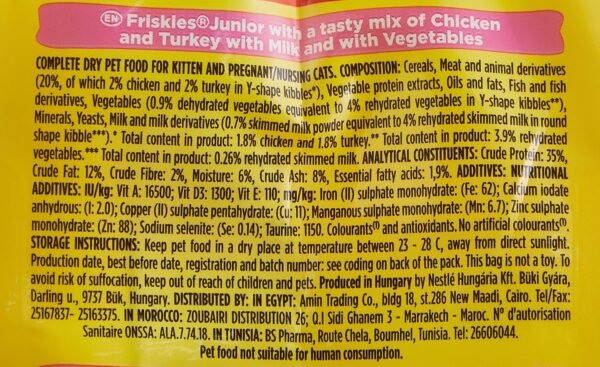 EN Friskies® Junior with a tasty mix of Chicken
and Turkey with Milk and with Vegetables
COMPLETE DRY PET FOOD FOR KITTEN AND PREGNANT/NURSING CATS. COMPOSITION: Cereals, Meat and animal derivatives
(20%, of which 2% chicken and 2% turkey in Y-shape kibbles*), Vegetable protein extracts, Oils and fats, Fish and fish
derivatives, Vegetables (0.9% dehydrated vegetables equivalent to 4% rehydrated vegetables in Y-shape kibbles**),
Minerals, Yeasts, Milk and milk derivatives (0.7% skimmed milk powder equivalent to 4% rehydrated skimmed milk in round
shape kibble***).* Total content in product: 1.8% chicken and 1.8% turkey.** Total content in product: 3.9% rehydrated
vegetables.*** Total content in product: 0.26% rehydrated skimmed milk. ANALYTICAL CONSTITUENTS: Crude Protein: 35%,
Crude Fat: 12%, Crude Fibre: 2%, Moisture: 6%, Crude Ash: 8%, Essential fatty acids: 1,9%. ADDITIVES: NUTRITIONAL
ADDITIVES: IU/kg: Vit A: 16500; Vit D3: 1300; Vit E: 110; mg/kg: Iron (II) sulphate monohydrate: (Fe: 62); Calcium iodate
anhydrous: (I: 2.0); Copper (II) sulphate pentahydrate: (Cu: 11); Manganous sulphate monohydrate: (Mn: 6.7); Zinc sulphate
monohydrate: (Zn: 88); Sodium selenite: (Se: 0.14); Taurine: 1150. Colourants⁽¹⁾ and antioxidants. No artificial colourants⁽¹⁾.
STORAGE INSTRUCTIONS: Keep pet food in a dry place at temperature between 23 - 28 C, away from direct sunlight.
Production date, best before date, registration and batch number: see coding on back of the pack. This bag is not a toy. To
avoid risk of suffocation, keep out of reach of children and pets. Produced in Hungary by Nestlé Hungária Kft. Büki Gyára,
Darling u., 9737 Bük, Hungary. DISTRIBUTED BY: IN EGYPT: Amin Trading Co., bldg 18, st.286 New Maadi, Cairo. Tel/Fax:
25167837- 25163375. IN MOROCCO: ZOUBAIRI DISTRIBUTION 26; Q.I Sidi Ghanem 3 - Marrakech - Maroc. N° d'autorisation
Sanitaire ONSSA: ALA.7.74.18. IN TUNISIA: BS Pharma, Route Chela, Boumhel, Tunisia. Tel: 26606044.
Pet food not suitable for human consumption.